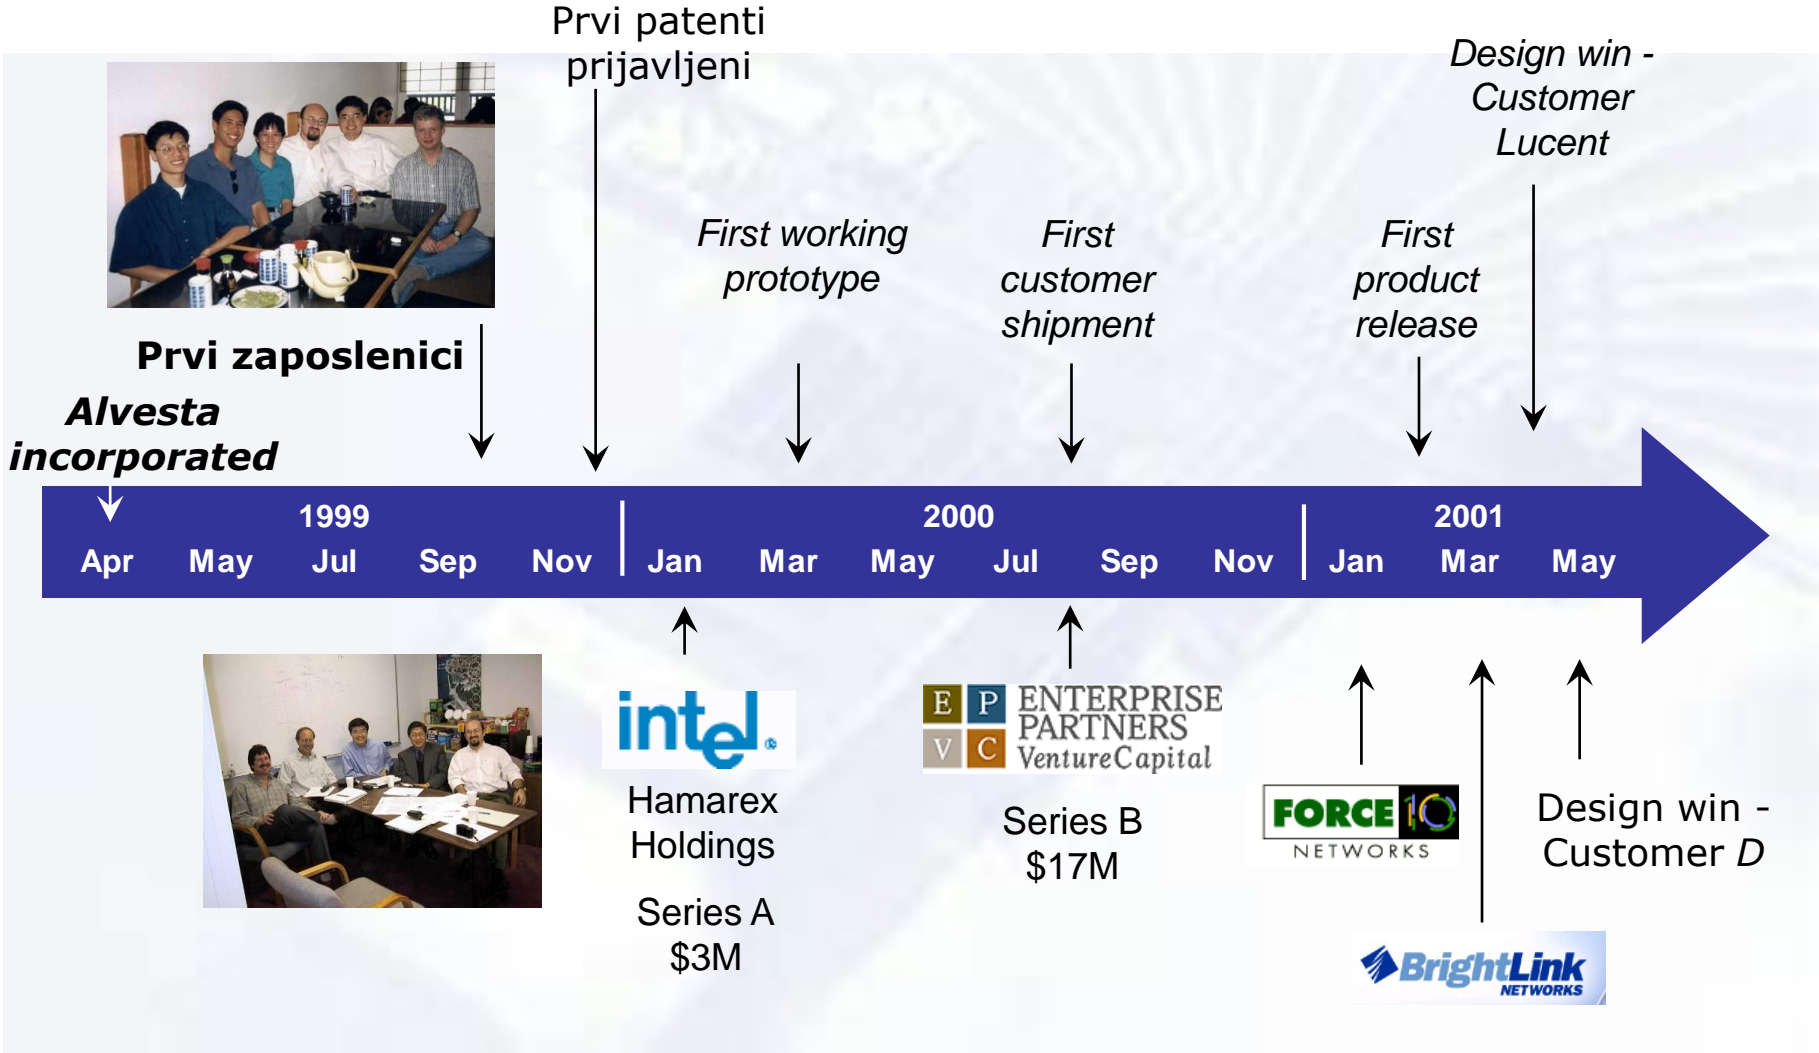 Prvi patenti
prijavljeni
Design win -
Customer
Lucent
First working
prototype
First
customer
shipment
First
product
release
Prvi zaposlenici
Alvesta
incorporated
1999
2000
2001
Apr May Jul Sep Nov Jan Mar May Jul Sep Nov Jan Mar May
intel®
Hamarex
Holdings
Series A
$3M
E P
V C
ENTERPRISE
PARTNERS
VentureCapital
Series B
$17M
FORCE 10
NETWORKS
Design win -
Customer D
BrightLink
NETWORKS